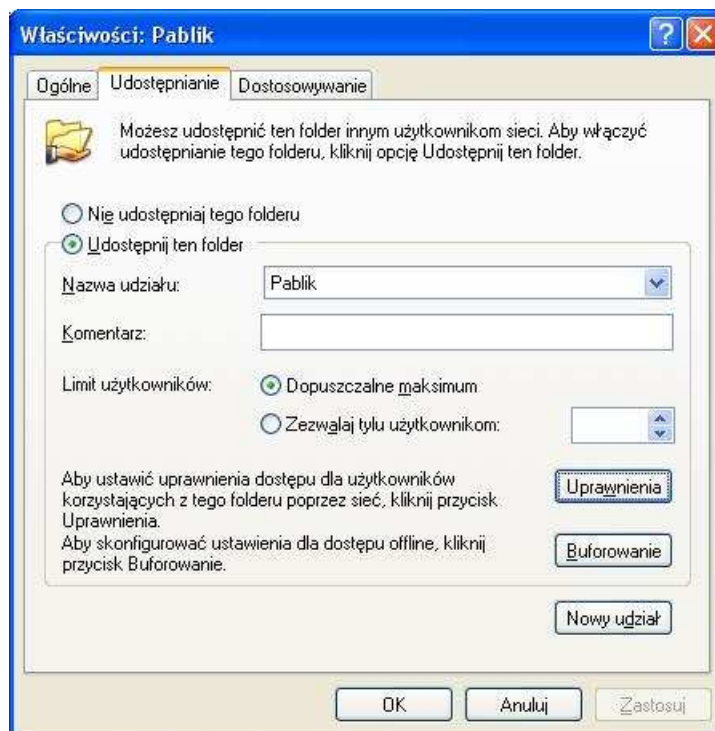 Właściwości: Pablik
Ogólne Udostępnianie Dostosowywanie
Możesz udostępnić ten folder innym użytkownikom sieci. Aby włączyć
udostępnianie tego folderu, kliknij opcję Udostępnij ten folder.
Nie udostępniaj tego folderu
Udostępnij ten folder
Nazwa udziału: Pablik
Komentarz:
Limit użytkowników: Dopuszczalne maksimum
Zezwalaj tylu użytkownikom:
Aby ustawić uprawnienia dostępu dla użytkowników
korzystających z tego folderu poprzez sieć, kliknij przycisk
Uprawnienia.
Uprawnienia
Aby skonfigurować ustawienia dla dostępu offline, kliknij
przycisk Buforowanie.
Buforowanie
Nowy udział
OK Anuluj Zastosuj